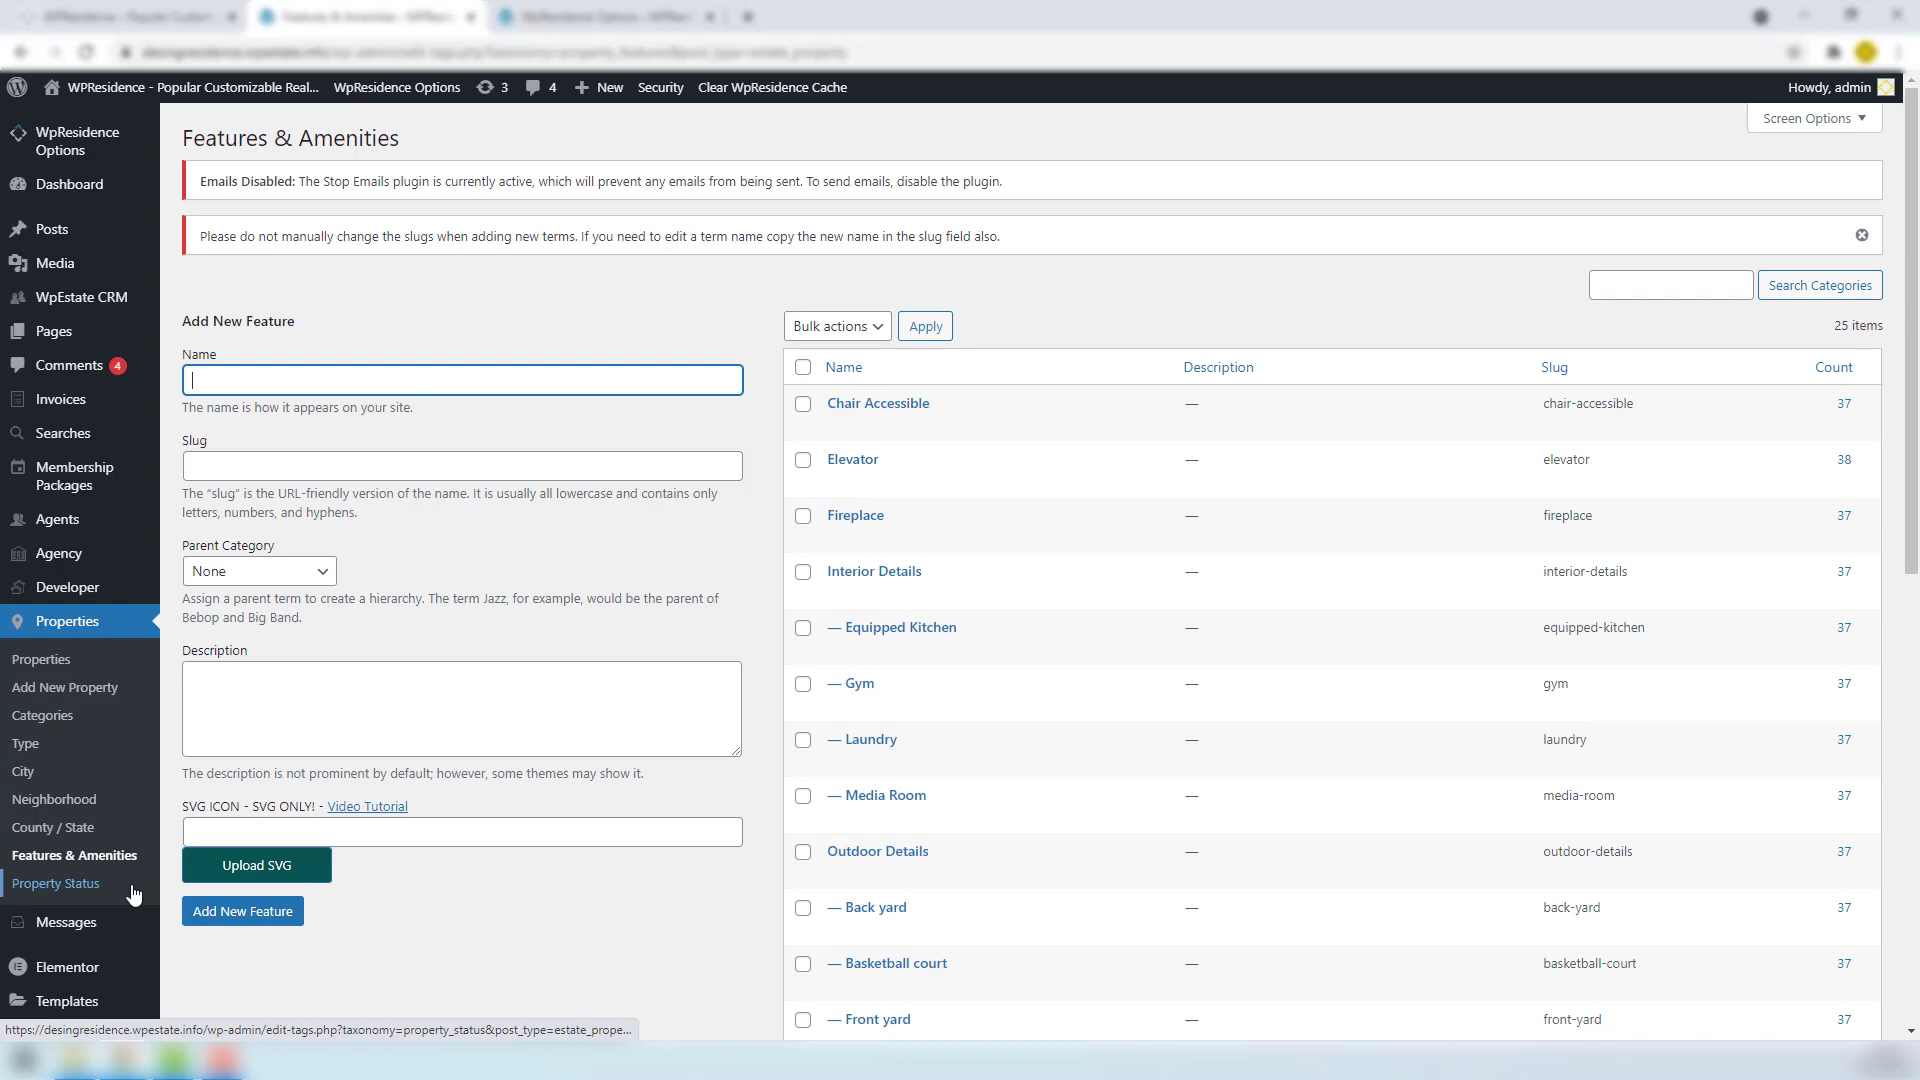 WPResidence - Popular Customizable Real...
WpResidence Options
3
4
New
Security
Clear WpResidence Cache
Howdy, admin
WpResidence
Options
Dashboard
Posts
Media
WpEstate CRM
Pages
Comments 4
Invoices
Searches
Membership
Packages
Agents
Agency
Developer
Properties
Properties
Add New Property
Categories
Type
City
Neighborhood
County / State
Features & Amenities
Property Status
Messages
Elementor
Templates
Features & Amenities
Screen Options
Emails Disabled: The Stop Emails plugin is currently active, which will prevent any emails from being sent. To send emails, disable the plugin.
Please do not manually change the slugs when adding new terms. If you need to edit a term name copy the new name in the slug field also.
Search Categories
Add New Feature
Name
The name is how it appears on your site.
Slug
The “slug” is the URL-friendly version of the name. It is usually all lowercase and contains only
letters, numbers, and hyphens.
Parent Category
None
Assign a parent term to create a hierarchy. The term Jazz, for example, would be the parent of
Bebop and Big Band.
Description
The description is not prominent by default; however, some themes may show it.
SVG ICON - SVG ONLY! - Video Tutorial
Upload SVG
Add New Feature
Bulk actions
Apply
25 items
Name Description Slug Count
Chair Accessible — chair-accessible 37
Elevator — elevator 38
Fireplace — fireplace 37
Interior Details — interior-details 37
— Equipped Kitchen — equipped-kitchen 37
— Gym — gym 37
— Laundry — laundry 37
— Media Room — media-room 37
Outdoor Details — outdoor-details 37
— Back yard — back-yard 37
— Basketball court — basketball-court 37
— Front yard — front-yard 37
https://desingresidence.wpestate.info/wp-admin/edit-tags.php?taxonomy=property_status&post_type=estate_prope...